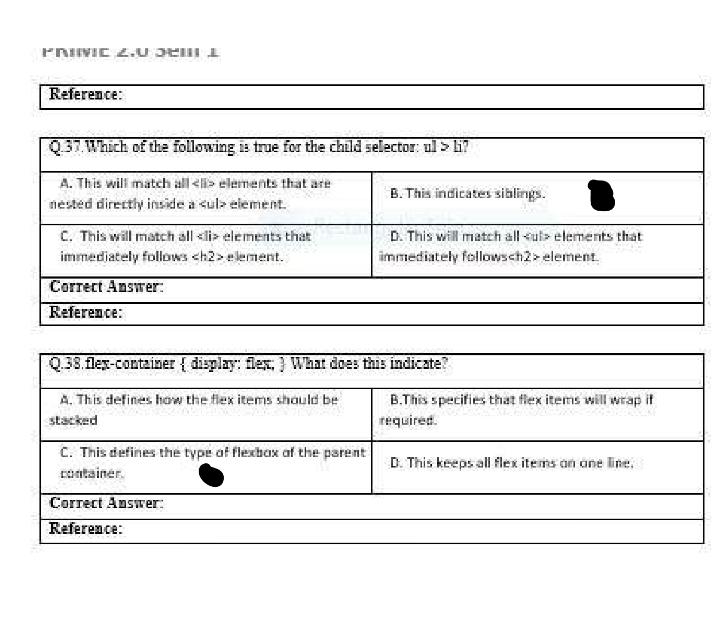 PRIME 2.0 Sem 1
Reference:
Q.37.Which of the following is true for the child selector: ul > li?
A. This will match all <li> elements that are
nested directly inside a <ul> element.
B. This indicates siblings.
C. This will match all <li> elements that
immediately follows <h2> element.
D. This will match all <ul> elements that
immediately follows<h2> element.
Correct Answer:
Reference:
Q.38.flex-container { display: flex; } What does this indicate?
A. This defines how the flex items should be
stacked
B.This specifies that flex items will wrap if
required.
C. This defines the type of flexbox of the parent
container.
D. This keeps all flex items on one line.
Correct Answer:
Reference: